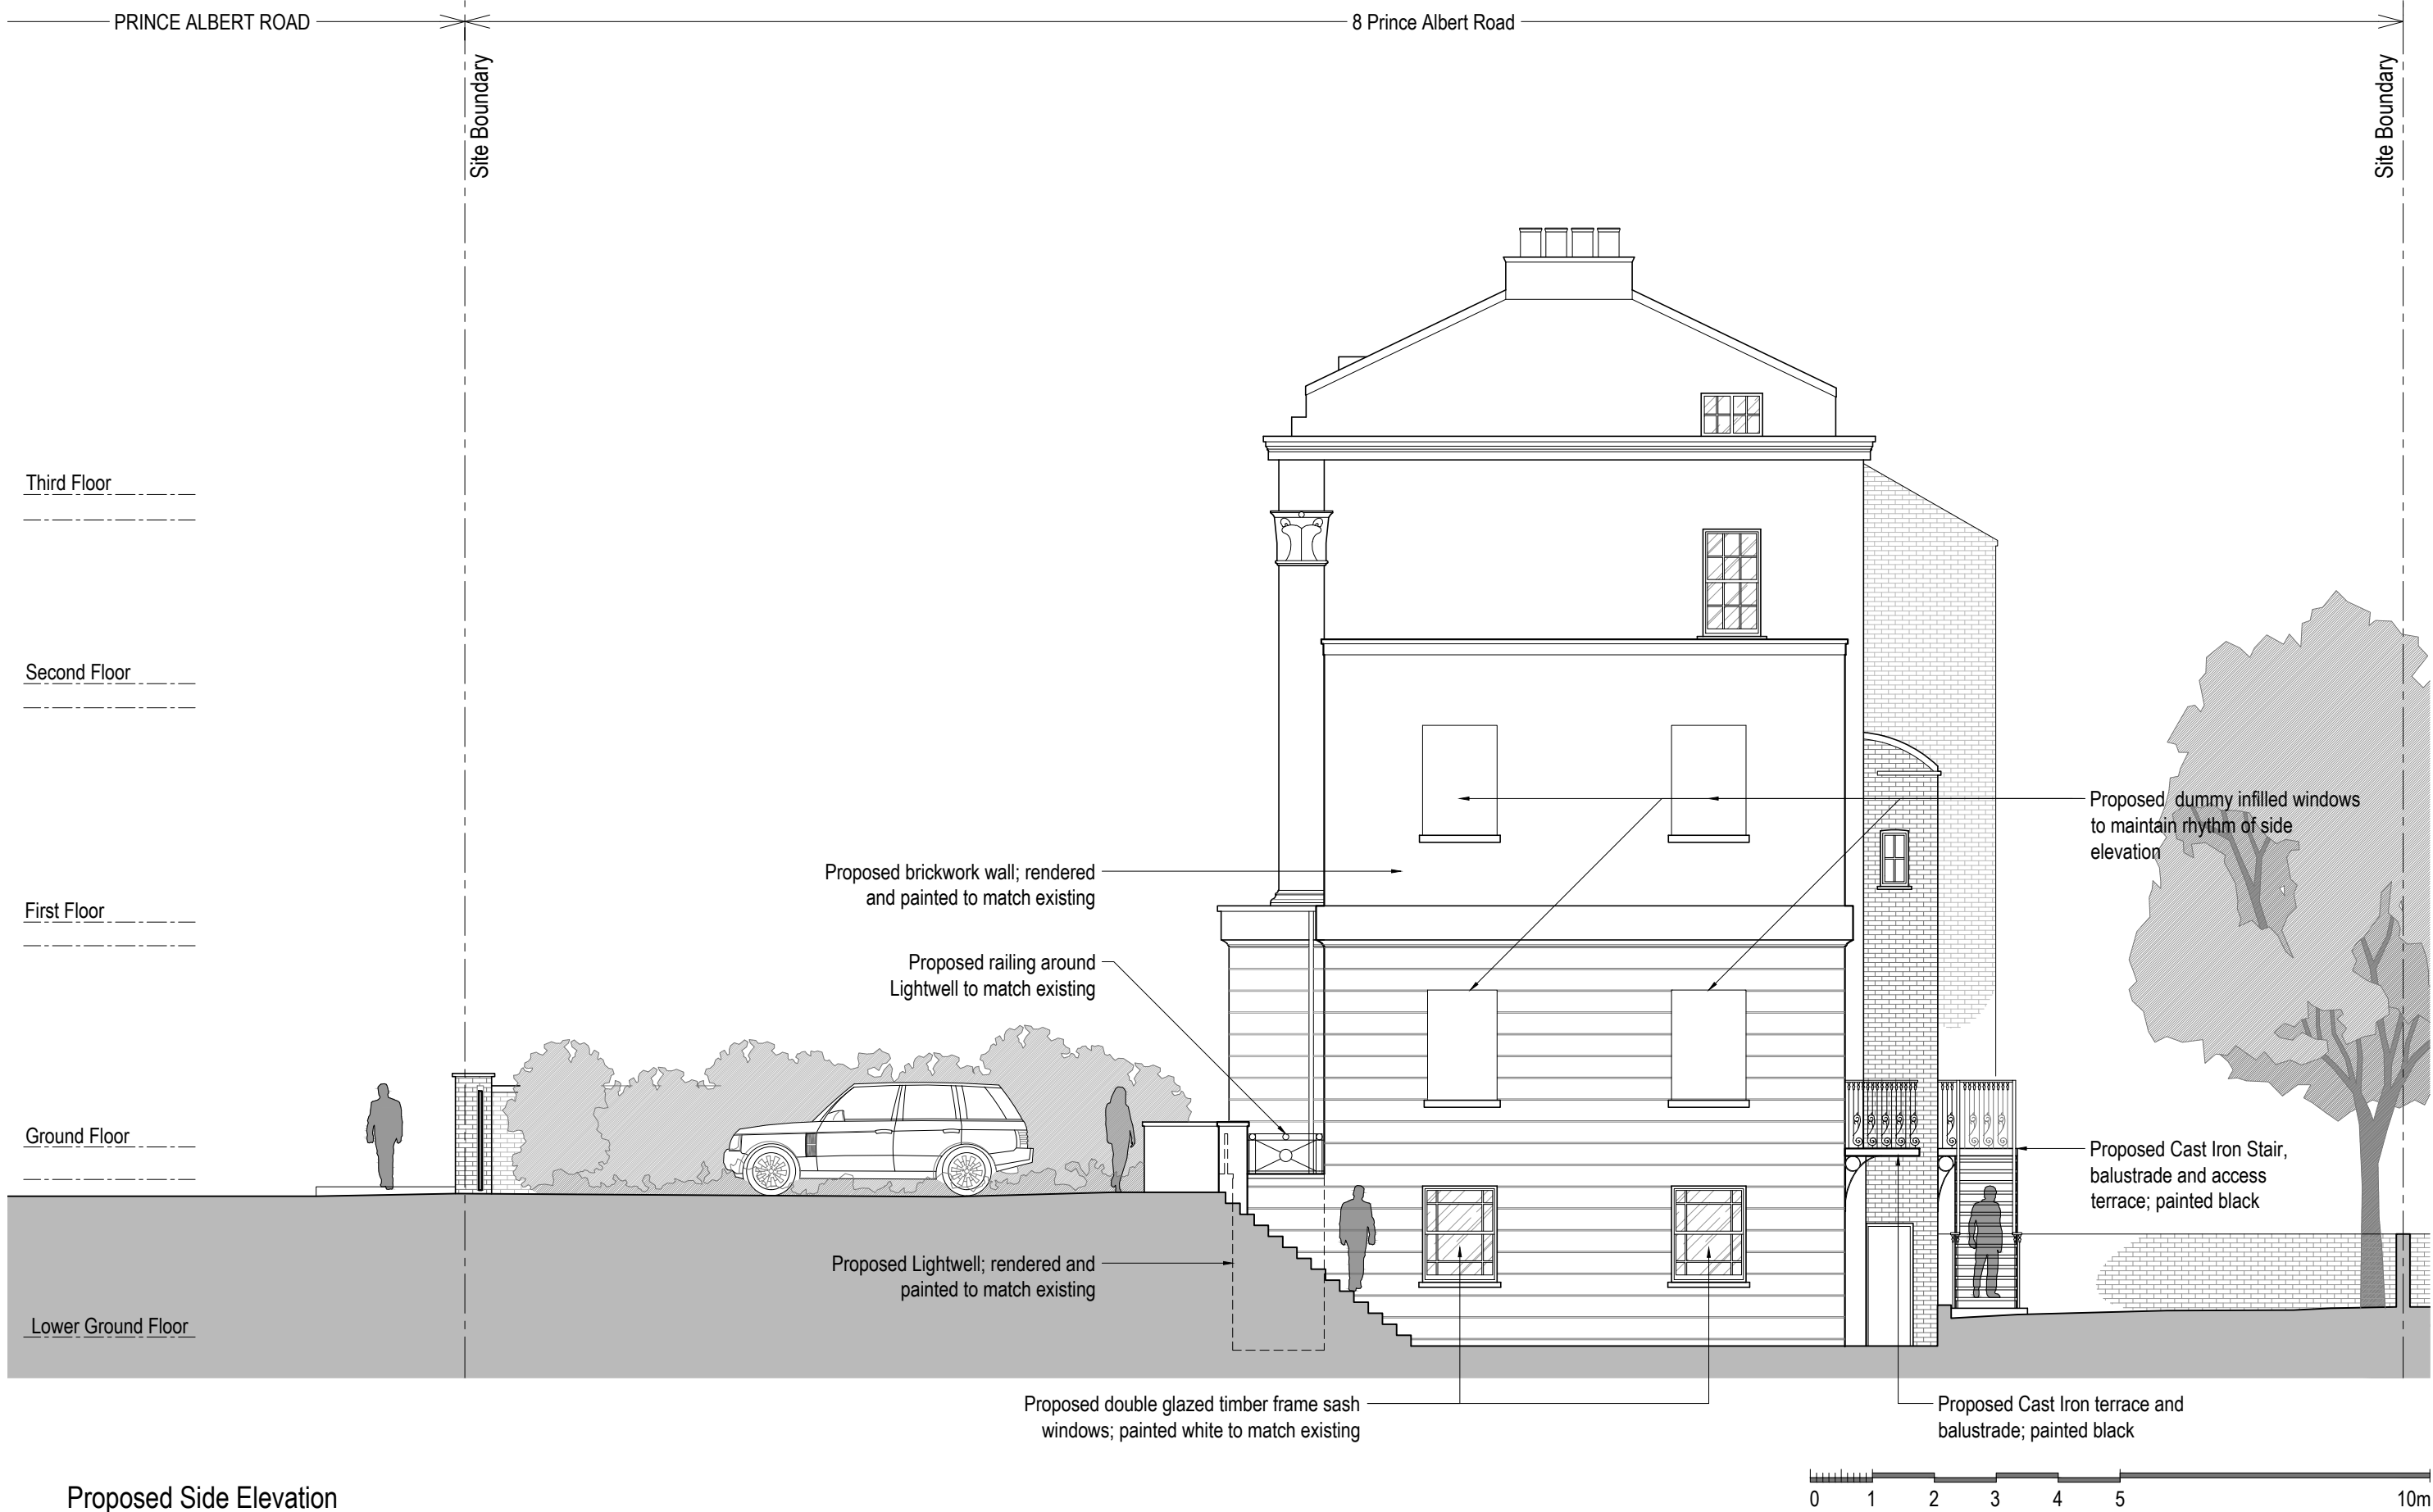 PRINCE ALBERT ROAD
8 Prince Albert Road
Site Boundary
Site Boundary
Third Floor
Second Floor
First Floor
Ground Floor
Lower Ground Floor
Proposed dummy infilled windows
to maintain rhythm of side
elevation
Proposed brickwork wall; rendered
and painted to match existing
Proposed railing around
Lightwell to match existing
Proposed Cast Iron Stair,
balustrade and access
terrace; painted black
Proposed Lightwell; rendered and
painted to match existing
Proposed double glazed timber frame sash
windows; painted white to match existing
Proposed Cast Iron terrace and
balustrade; painted black
Proposed Side Elevation
0 1 2 3 4 5 10m